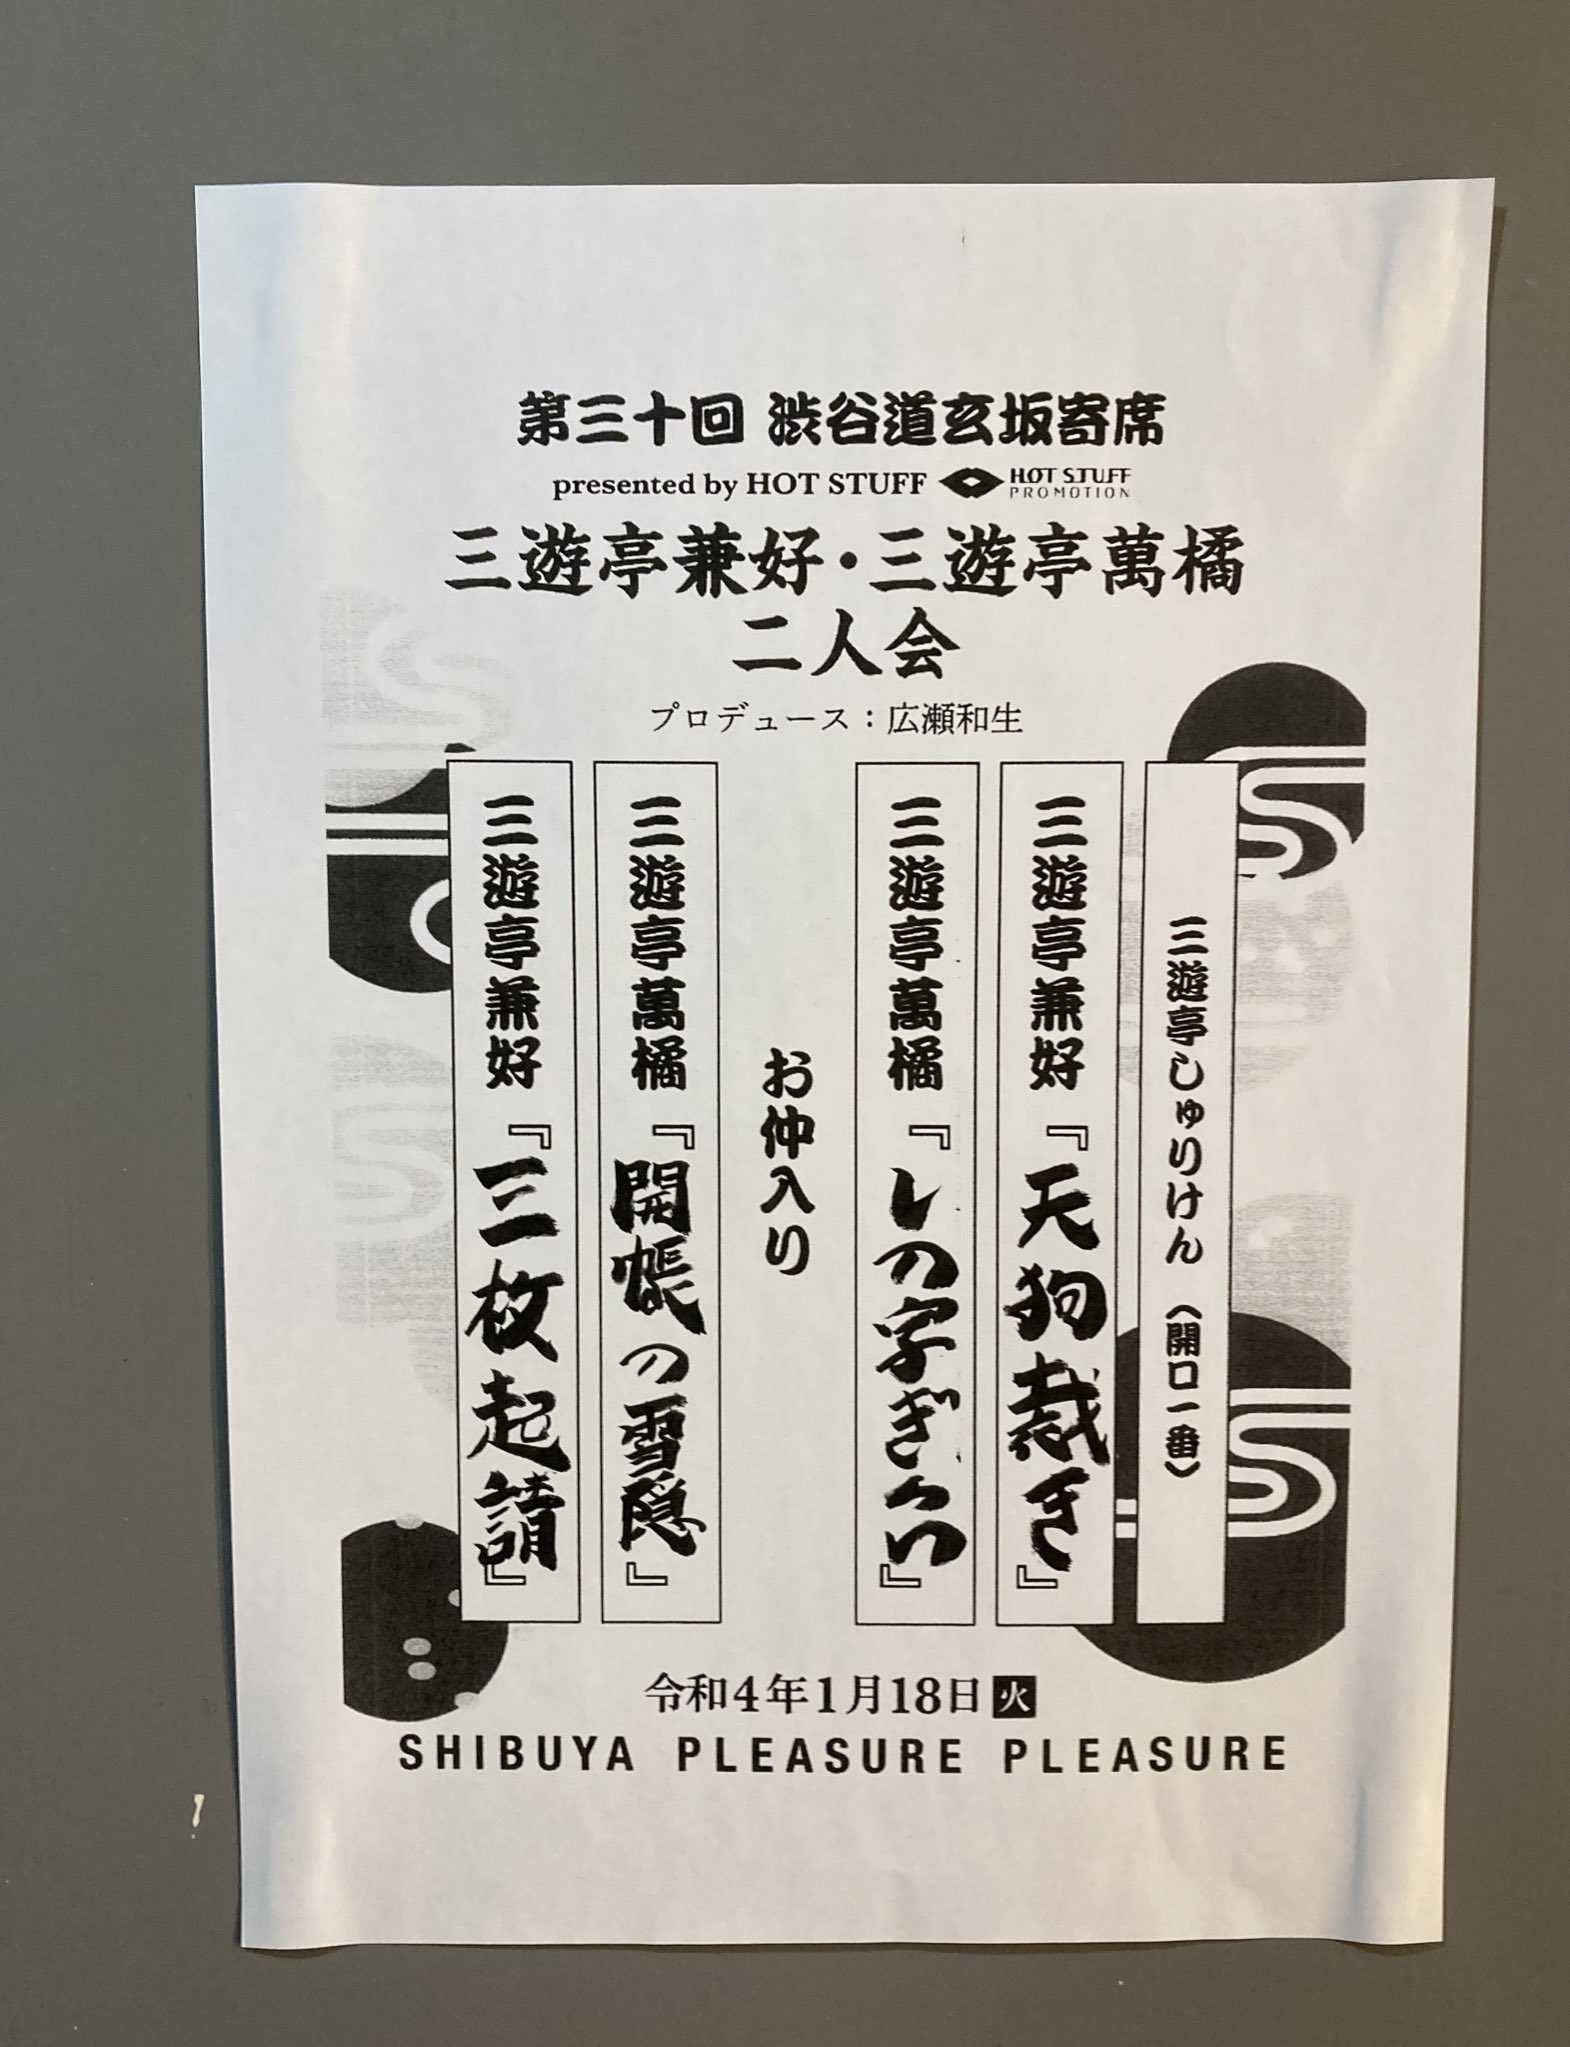 第三十回 渋谷道玄坂寄席
presented by HOT STUFF HOT STUFF
PROMOTION
三遊亭兼好・三遊亭萬橘
二人会
プロデュース：広瀬和生
三遊亭しゅりけん〈開口一番〉
三遊亭兼好『天狗裁き』
三遊亭萬橘『しの字ぎらい』
お仲入り
三遊亭萬橘『開帳の雪隠』
三遊亭兼好『三枚起請』
令和4年1月18日火
SHIBUYA PLEASURE PLEASURE